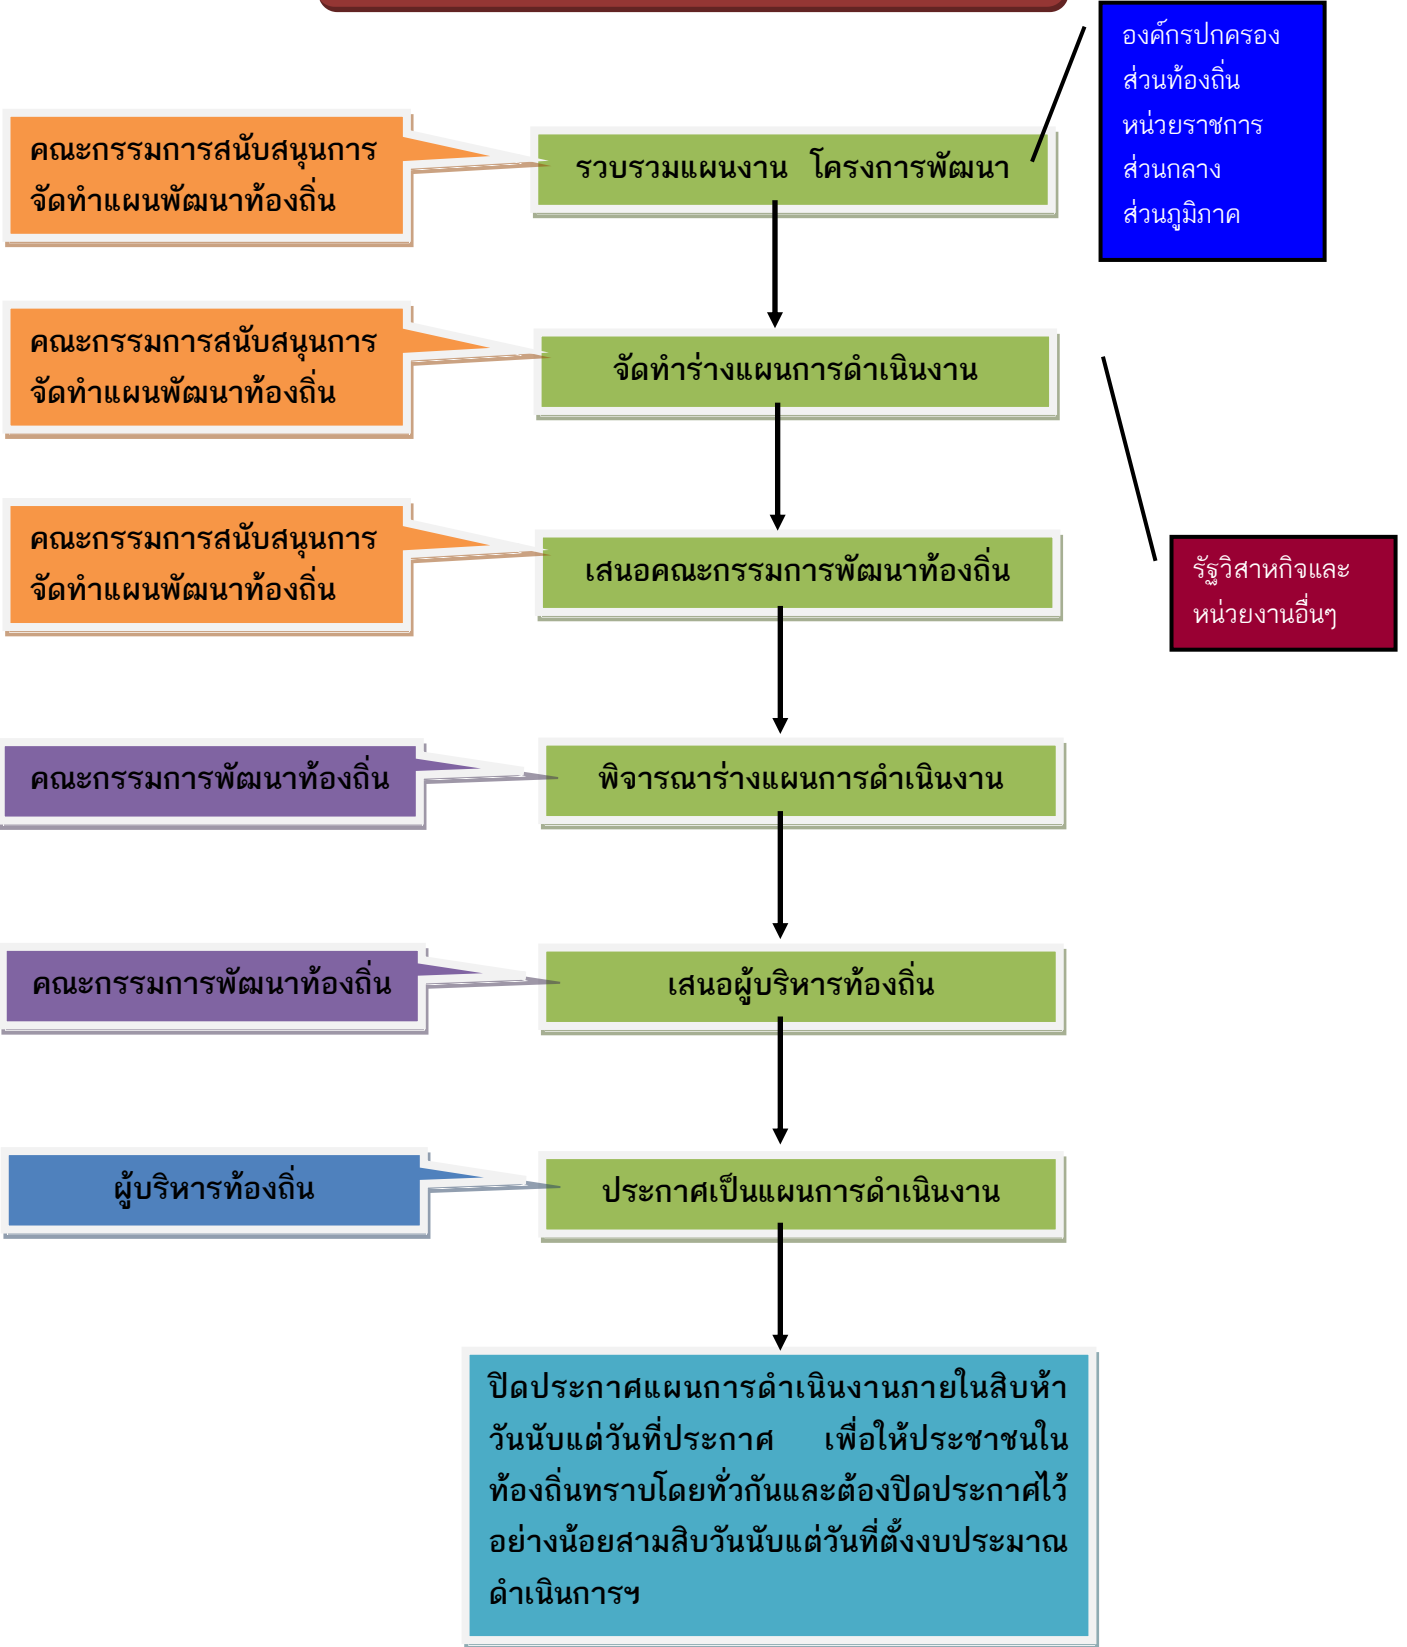 องค์กรปกครอง
ส่วนท้องถิ่น
หน่วยราชการ
ส่วนกลาง
ส่วนภูมิภาค
คณะกรรมการสนับสนุนการ
จัดทำแผนพัฒนาท้องถิ่น
รวบรวมแผนงาน โครงการพัฒนา
คณะกรรมการสนับสนุนการ
จัดทำแผนพัฒนาท้องถิ่น
จัดทำร่างแผนการดำเนินงาน
คณะกรรมการสนับสนุนการ
จัดทำแผนพัฒนาท้องถิ่น
เสนอคณะกรรมการพัฒนาท้องถิ่น
รัฐวิสาหกิจและ
หน่วยงานอื่นๆ
คณะกรรมการพัฒนาท้องถิ่น
พิจารณาร่างแผนการดำเนินงาน
คณะกรรมการพัฒนาท้องถิ่น
เสนอผู้บริหารท้องถิ่น
ผู้บริหารท้องถิ่น
ประกาศเป็นแผนการดำเนินงาน
ปิดประกาศแผนการดำเนินงานภายในสิบห้า
วันนับแต่วันที่ประกาศ เพื่อให้ประชาชนใน
ท้องถิ่นทราบโดยทั่วกันและต้องปิดประกาศไว้
อย่างน้อยสามสิบวันนับแต่วันที่ตั้งงบประมาณ
ดำเนินการฯ